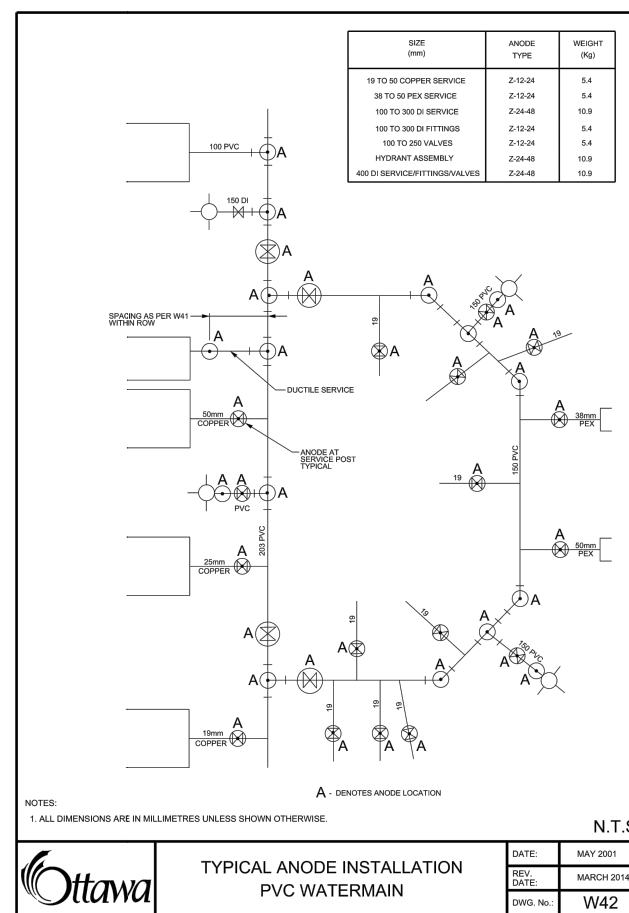 SIZE (mm) ANODE TYPE WEIGHT (Kg)
19 TO 50 COPPER SERVICE Z-12-24 5.4
38 TO 50 PEX SERVICE Z-12-24 5.4
100 TO 300 DI SERVICE Z-24-48 10.9
100 TO 300 DI FITTINGS Z-12-24 5.4
100 TO 250 VALVES Z-12-24 5.4
HYDRANT ASSEMBLY Z-24-48 10.9
400 DI SERVICE/FITTINGS/VALVES Z-24-48 10.9
100 PVC
A
150 DI
A
A
A
A
A
150 PVC
A
A
SPACING AS PER W41
WITHIN ROW
A
A
19
A
A
A
19
A
DUCTILE SERVICE
A
50mm
COPPER
A
38mm
PEX
ANODE AT
SERVICE POST
TYPICAL
150 PVC
A
19
A
A
A
PVC
203 PVC
A
25mm
COPPER
A
50mm
PEX
A
19
A
19
A
A
A
150 PVC
A
A
A
A
A
19
19
19
A
A
A
A
19mm
COPPER
A - DENOTES ANODE LOCATION
NOTES:
1. ALL DIMENSIONS ARE IN MILLIMETRES UNLESS SHOWN OTHERWISE.
N.T.S
Ottawa
TYPICAL ANODE INSTALLATION
PVC WATERMAIN
DATE: MAY 2001
REV. DATE: MARCH 2014
DWG. No.: W42